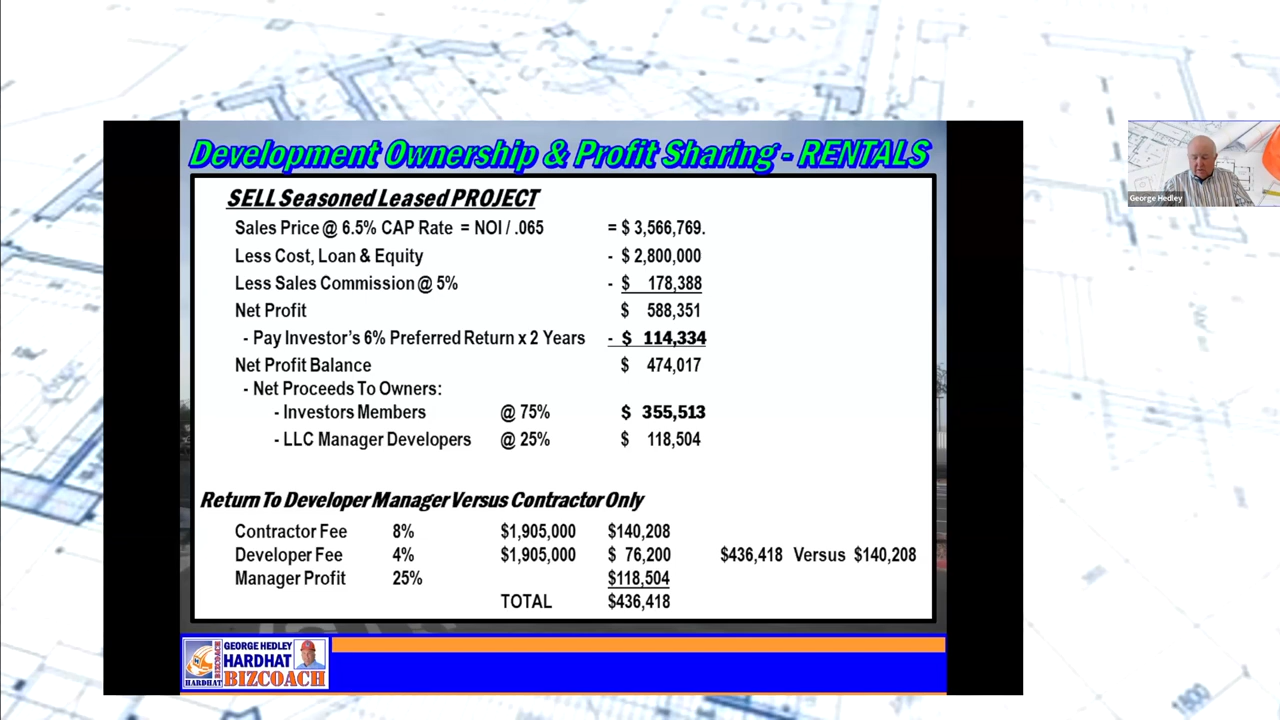 Development Ownership & Profit Sharing - RENTALS
SELL Seasoned Leased PROJECT
Sales Price @ 6.5% CAP Rate = NOI / .065 = $ 3,566,769.
Less Cost, Loan & Equity - $ 2,800,000
Less Sales Commission @ 5% - $ 178,388
Net Profit $ 588,351
- Pay Investor's 6% Preferred Return x 2 Years - $ 114,334
Net Profit Balance $ 474,017
- Net Proceeds To Owners:
- Investors Members @ 75% $ 355,513
- LLC Manager Developers @ 25% $ 118,504
Return To Developer Manager Versus Contractor Only
Contractor Fee 8% $1,905,000 $140,208
Developer Fee 4% $1,905,000 $ 76,200 $436,418 Versus $140,208
Manager Profit 25% $118,504
TOTAL $436,418
GEORGE HEDLEY
HARDHAT
BIZCOACH
HARDHAT
BIZCOACH
George Hedley
1800